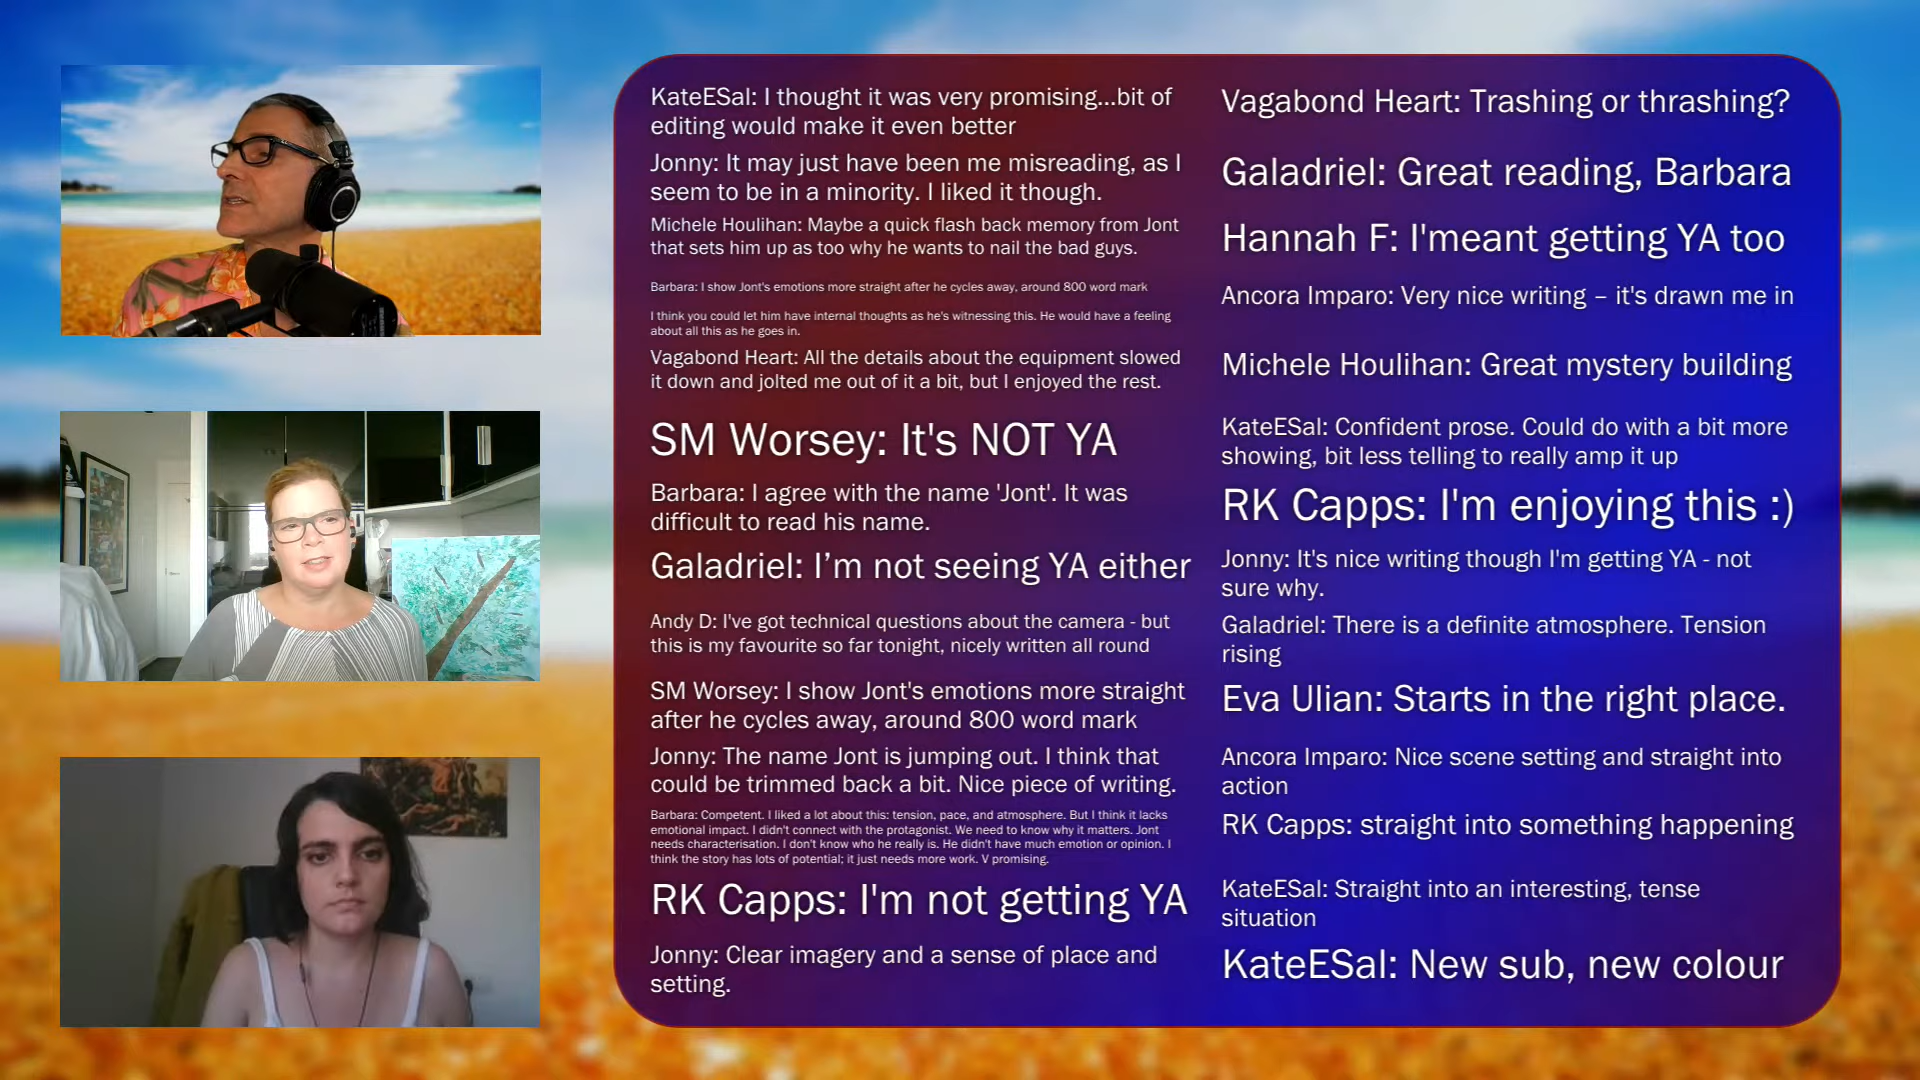 KateESal: I thought it was very promising...bit of
editing would make it even better
Jonny: It may just have been me misreading, as I
seem to be in a minority. I liked it though.
Michele Houlihan: Maybe a quick flash back memory from Jont
that sets him up as too why he wants to nail the bad guys.
Barbara: I show Jont's emotions more straight after he cycles away, around 800 word mark
I think you could let him have internal thoughts as he's witnessing this. He would have a feeling
about all this as he goes in.
Vagabond Heart: All the details about the equipment slowed
it down and jolted me out of it a bit, but I enjoyed the rest.
SM Worsey: It's NOT YA
Barbara: I agree with the name 'Jont'. It was
difficult to read his name.
Galadriel: I’m not seeing YA either
Andy D: I've got technical questions about the camera - but
this is my favourite so far tonight, nicely written all round
SM Worsey: I show Jont's emotions more straight
after he cycles away, around 800 word mark
Jonny: The name Jont is jumping out. I think that
could be trimmed back a bit. Nice piece of writing.
Barbara: Competent. I liked a lot about this: tension, pace, and atmosphere. But I think it lacks
emotional impact. I didn't connect with the protagonist. We need to know why it matters. Jont
needs characterisation. I don't know who he really is. He didn't have much emotion or opinion. I
think the story has lots of potential; it just needs more work. V promising.
RK Capps: I'm not getting YA
Jonny: Clear imagery and a sense of place and
setting.
Vagabond Heart: Trashing or thrashing?
Galadriel: Great reading, Barbara
Hannah F: I'meant getting YA too
Ancora Imparo: Very nice writing – it's drawn me in
Michele Houlihan: Great mystery building
KateESal: Confident prose. Could do with a bit more
showing, bit less telling to really amp it up
RK Capps: I'm enjoying this :)
Jonny: It's nice writing though I'm getting YA - not
sure why.
Galadriel: There is a definite atmosphere. Tension
rising
Eva Ulian: Starts in the right place.
Ancora Imparo: Nice scene setting and straight into
action
RK Capps: straight into something happening
KateESal: Straight into an interesting, tense
situation
KateESal: New sub, new colour